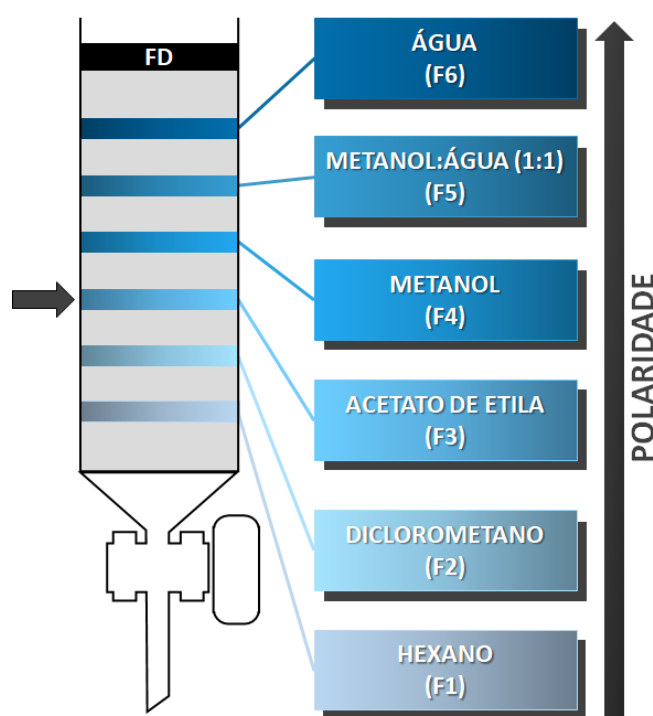 FD
ÁGUA
(F6)
METANOL:ÁGUA (1:1)
(F5)
METANOL
(F4)
ACETATO DE ETILA
(F3)
DICLOROMETANO
(F2)
HEXANO
(F1)
POLARIDADE